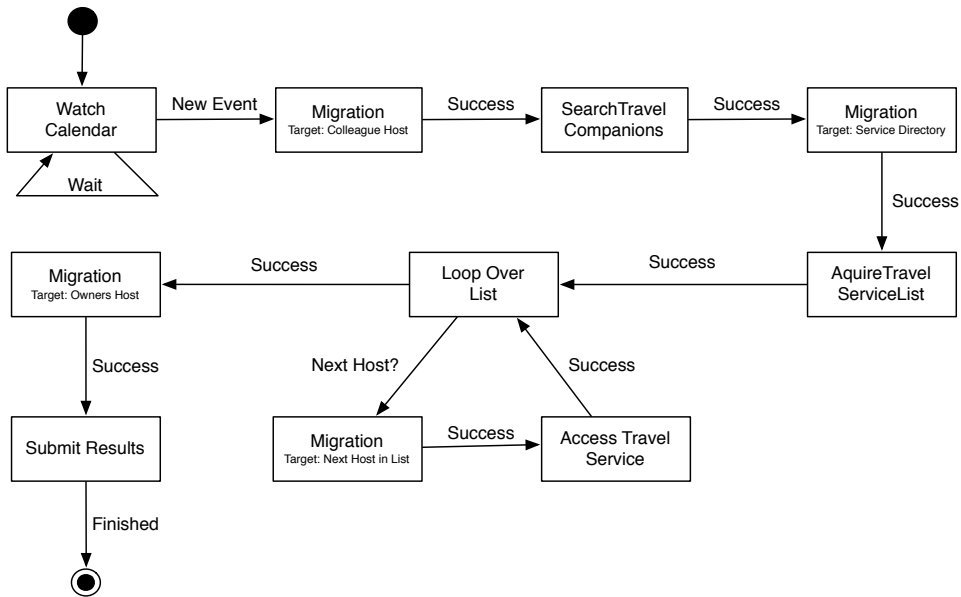 Watch
Calendar
New Event
Migration
Target: Colleague Host
Success
SearchTravel
Companions
Success
Migration
Target: Service Directory
Wait
Success
Migration
Target: Owners Host
Success
Loop Over
List
Success
AquireTravel
ServiceList
Success
Next Host?
Success
Submit Results
Migration
Target: Next Host in List
Success
Access Travel
Service
Finished